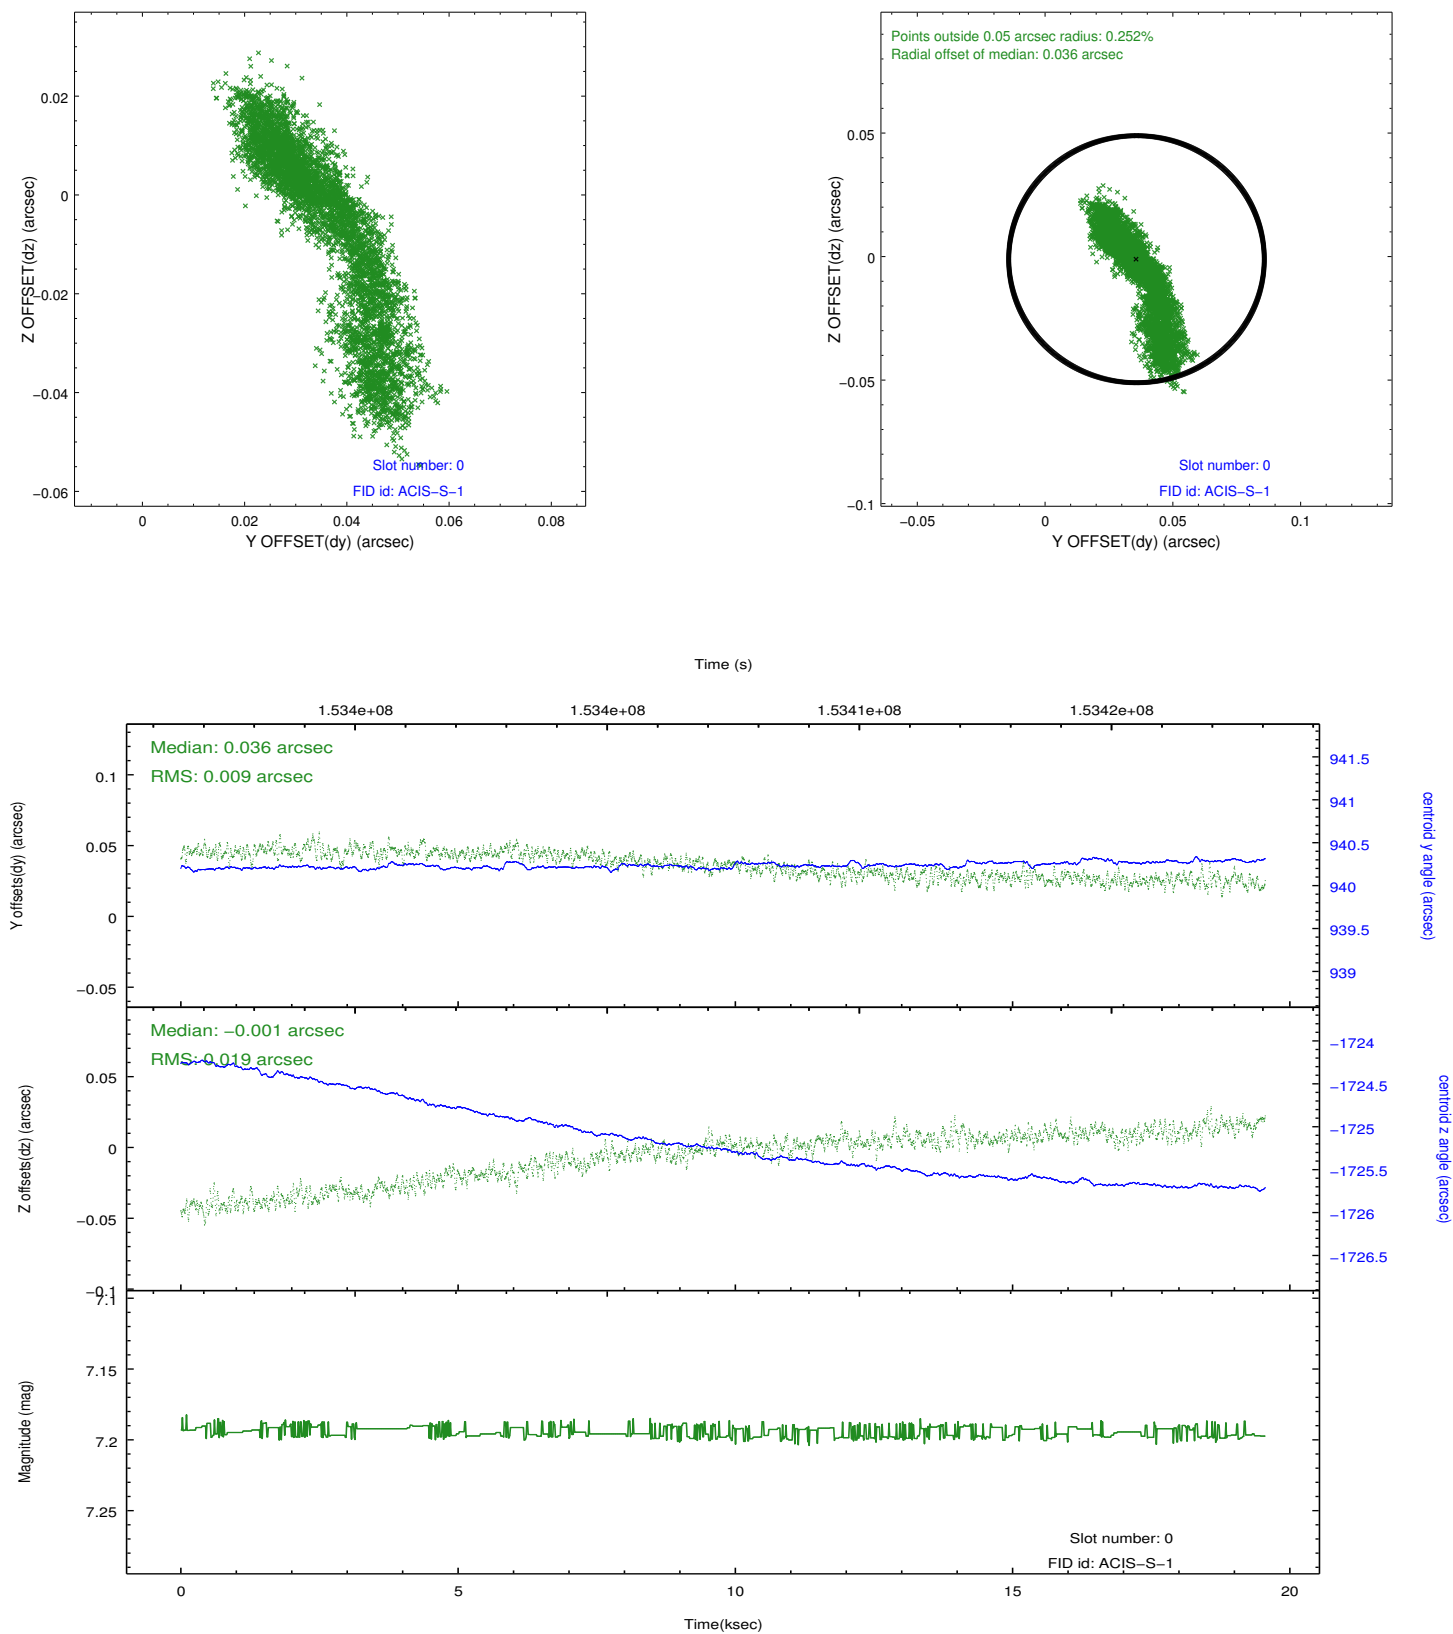 0.02
0
−0.02
−0.04
−0.06
Z OFFSET(dz) (arcsec)
Slot number: 0
FID id: ACIS−S−1
0 0.02 0.04 0.06 0.08
Y OFFSET(dy) (arcsec)
Points outside 0.05 arcsec radius: 0.252%
Radial offset of median: 0.036 arcsec
0.05
0
−0.05
−0.1
Z OFFSET(dz) (arcsec)
Slot number: 0
FID id: ACIS−S−1
−0.05 0 0.05 0.1
Y OFFSET(dy) (arcsec)
Time (s)
1.534e+08 1.534e+08 1.5341e+08 1.5342e+08
Median: 0.036 arcsec
RMS: 0.009 arcsec
0.1
0.05
0
−0.05
Y offsets(dy) (arcsec)
941.5
941
940.5
940
939.5
939
centroid y angle (arcsec)
Median: −0.001 arcsec
RMS: 0.019 arcsec
0.05
0
−0.05
−0.1
Z offsets(dz) (arcsec)
−1724
−1724.5
−1725
−1725.5
−1726
−1726.5
centroid z angle (arcsec)
7.1
7.15
7.2
7.25
Magnitude (mag)
Slot number: 0
FID id: ACIS−S−1
0 5 10 15 20
Time(ksec)